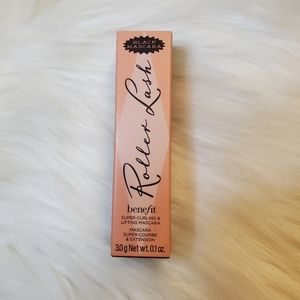 BLACK
MASCARA
Roller Lash
benefit
SUPER-CURLING &
LIFTING MASCARA
MASCARA
SUPER-COURBE
& EXTENSION
3.0 g Net wt. 0.1 oz.